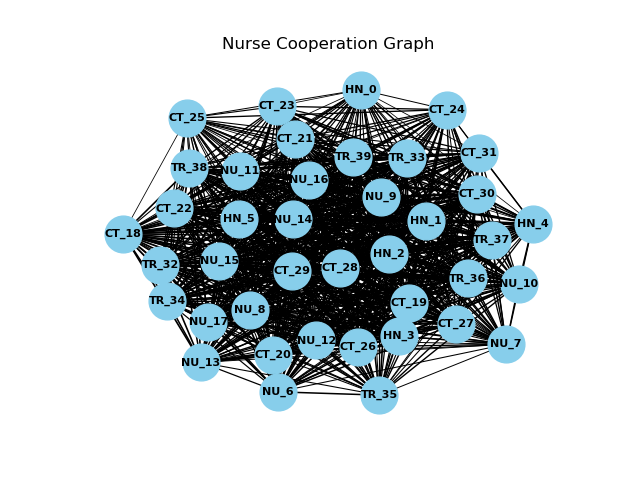 Nurse Cooperation Graph
HN_0
CT_23
CT_24
CT_25
CT_21
CT_31
TR_39
TR_33
TR_38
NU_11
NU_16
CT_30
NU_9
CT_22
HN_5
NU_14
HN_1
HN_4
CT_18
TR_37
HN_2
NU_15
TR_32
CT_29
CT_28
TR_36
NU_10
TR_34
CT_19
NU_8
NU_17
CT_27
HN_3
NU_12
NU_7
CT_26
CT_20
NU_13
NU_6
TR_35